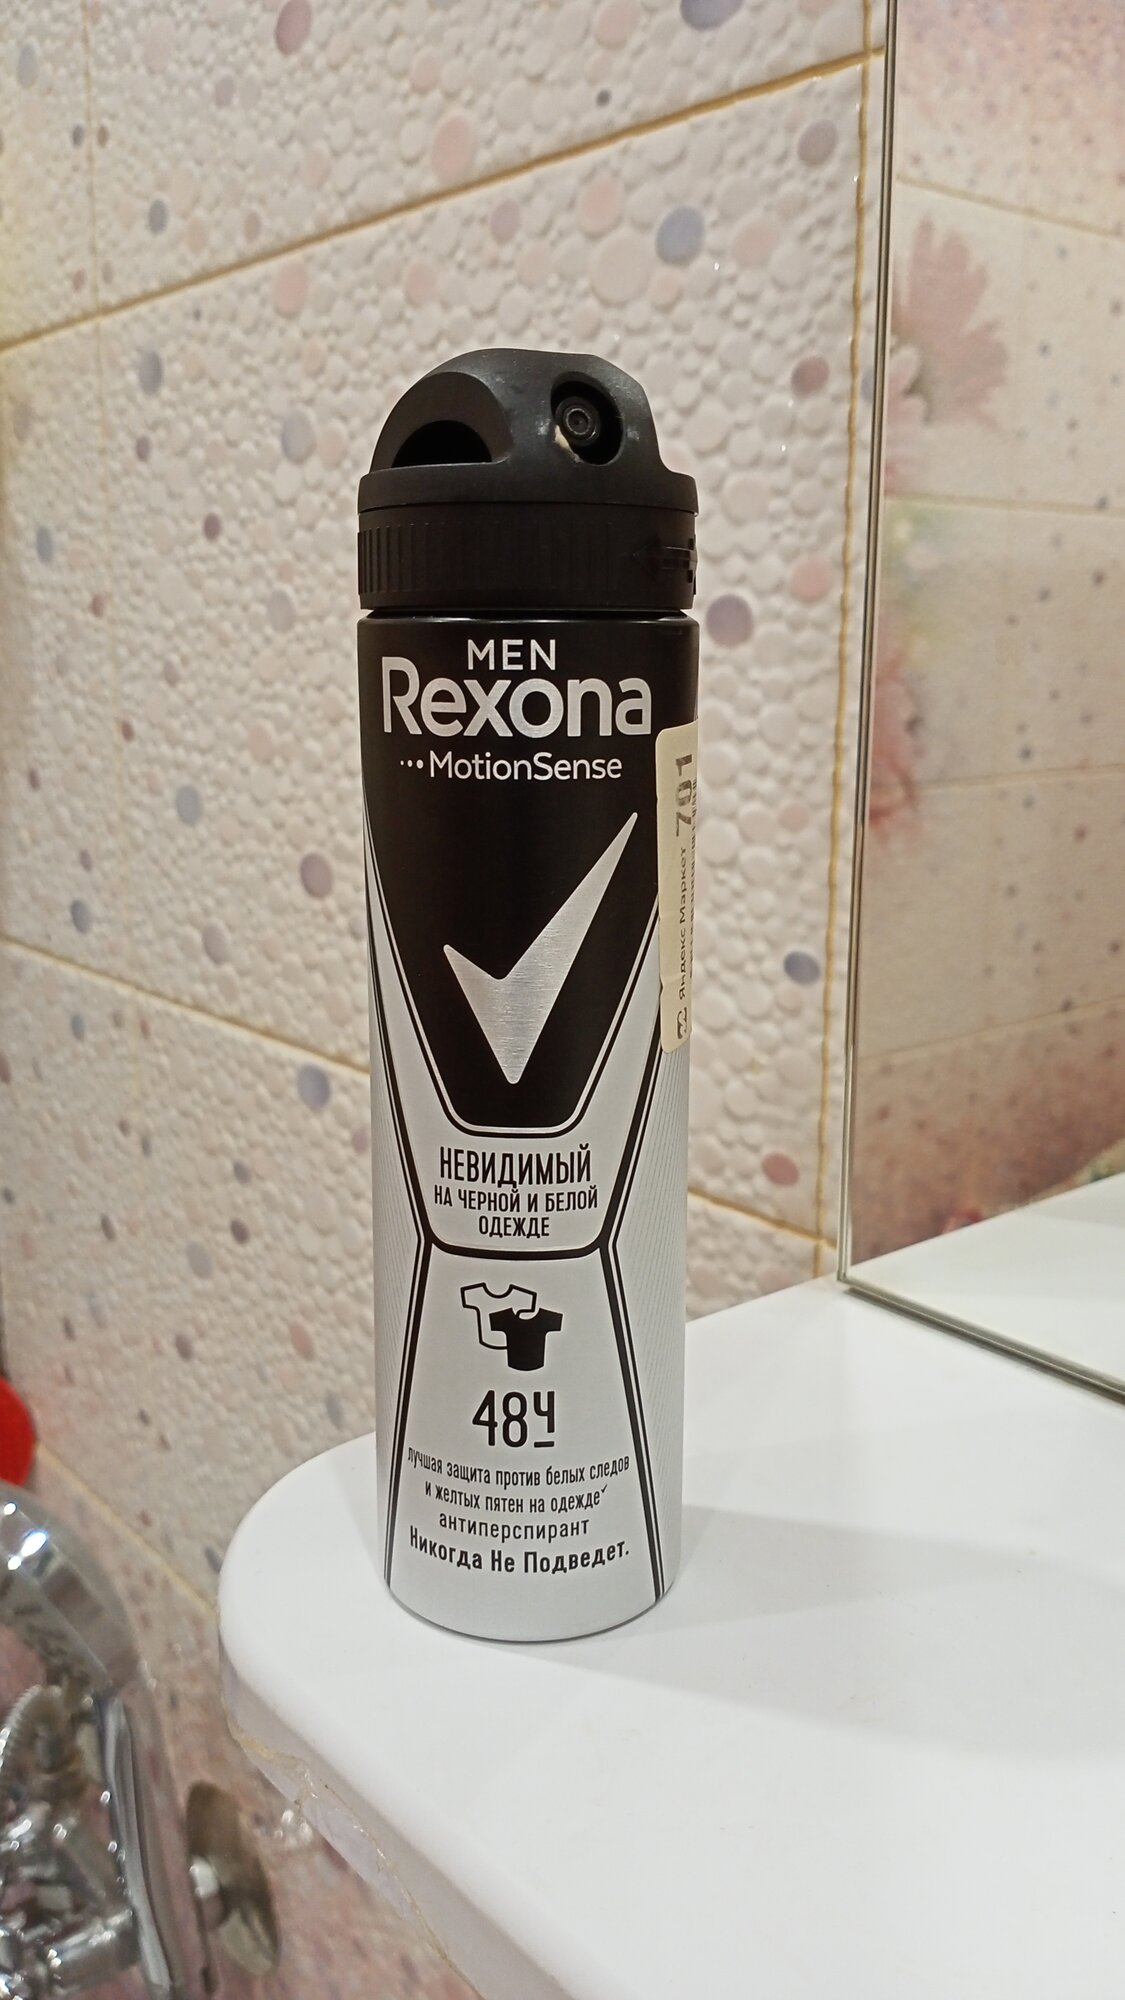 MEN
Rexona
MotionSense
Яндекс Маркет 701
НЕВИДИМЫЙ
НА ЧЕРНОЙ И БЕЛОЙ
ОДЕЖДЕ
48Ч
лучшая защита против белых следов
и желтых пятен на одежде✓
антиперспирант
Никогда Не Подведет.